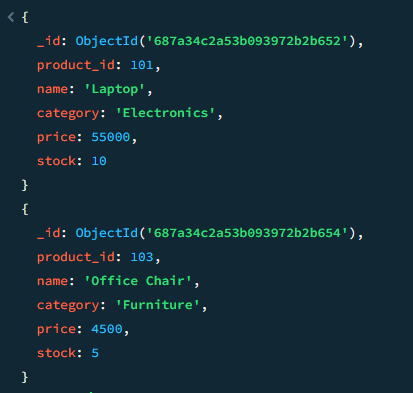 {
_id: ObjectId('687a34c2a53b093972b2b652'),
product_id: 101,
name: 'Laptop',
category: 'Electronics',
price: 55000,
stock: 10
}
{
_id: ObjectId('687a34c2a53b093972b2b654'),
product_id: 103,
name: 'Office Chair',
category: 'Furniture',
price: 4500,
stock: 5
}